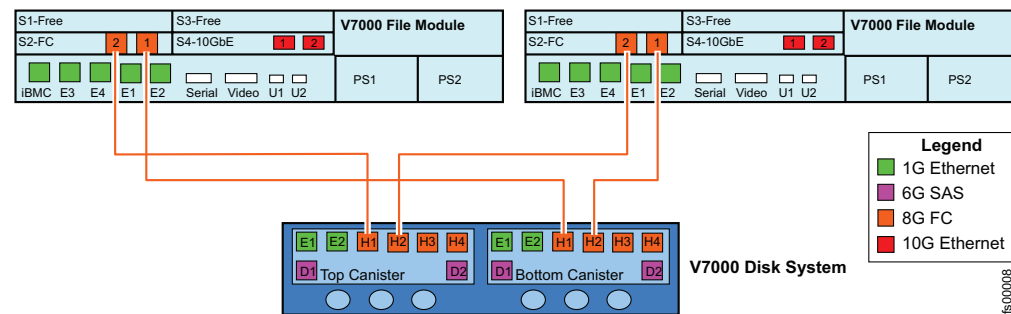 S1-Free S3-Free V7000 File Module
S2-FC 2 1 S4-10GbE 1 2
iBMC E3 E4 E1 E2 Serial Video U1 U2 PS1 PS2
S1-Free S3-Free V7000 File Module
S2-FC 2 1 S4-10GbE 1 2
iBMC E3 E4 E1 E2 Serial Video U1 U2 PS1 PS2
Legend
1G Ethernet
6G SAS
8G FC
10G Ethernet
E1 E2 H1 H2 H3 H4 E1 E2 H1 H2 H3 H4
D1 Top Canister D2 D1 Bottom Canister D2
V7000 Disk System
fs00008